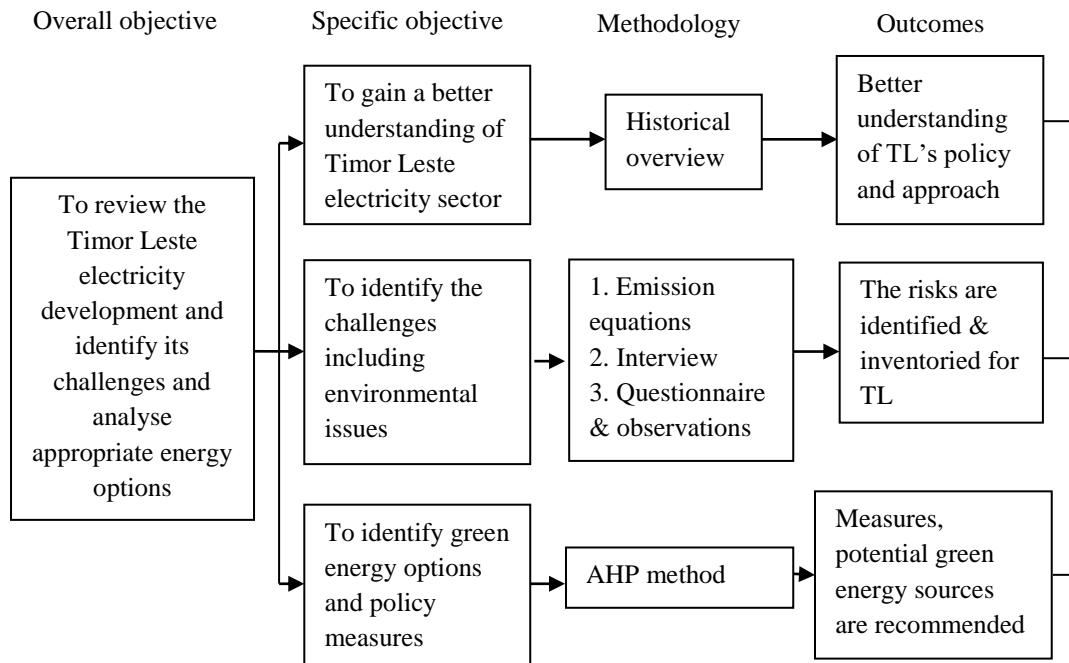 Overall objective
Specific objective
Methodology
Outcomes
To review the
Timor Leste
electricity
development and
identify its
challenges and
analyse
appropriate energy
options
To gain a better
understanding of
Timor Leste
electricity sector
Historical
overview
Better
understanding
of TL’s policy
and approach
To identify the
challenges
including
environmental
issues
1. Emission
equations
2. Interview
3. Questionnaire
& observations
The risks are
identified &
inventoried for
TL
To identify green
energy options
and policy
measures
AHP method
Measures,
potential green
energy sources
are recommended